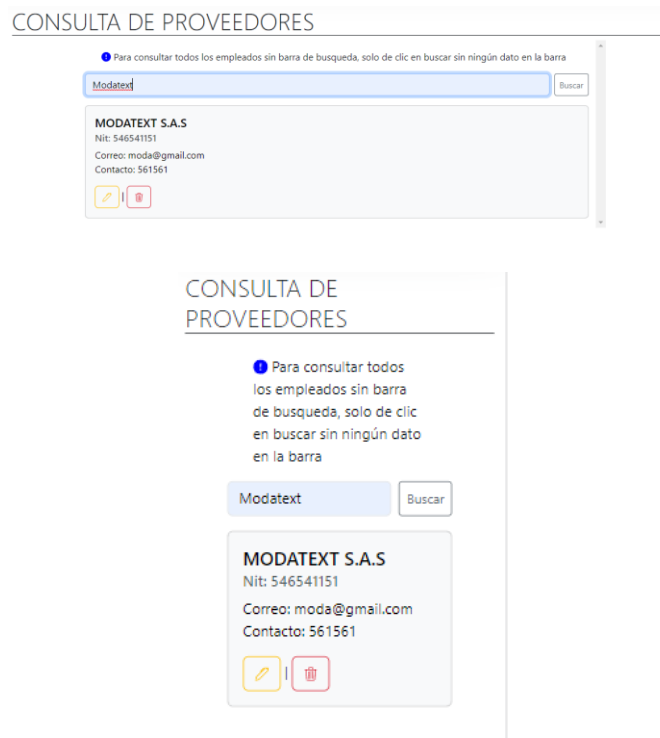 CONSULTA DE PROVEEDORES
Para consultar todos los empleados sin barra de busqueda, solo de clic en buscar sin ningún dato en la barra
Modatext Buscar
MODATEXT S.A.S
Nit: 546541151
Correo: moda@gmail.com
Contacto: 561561
|
CONSULTA DE
PROVEEDORES
Para consultar todos
los empleados sin barra
de busqueda, solo de clic
en buscar sin ningún dato
en la barra
Modatext Buscar
MODATEXT S.A.S
Nit: 546541151
Correo: moda@gmail.com
Contacto: 561561
|